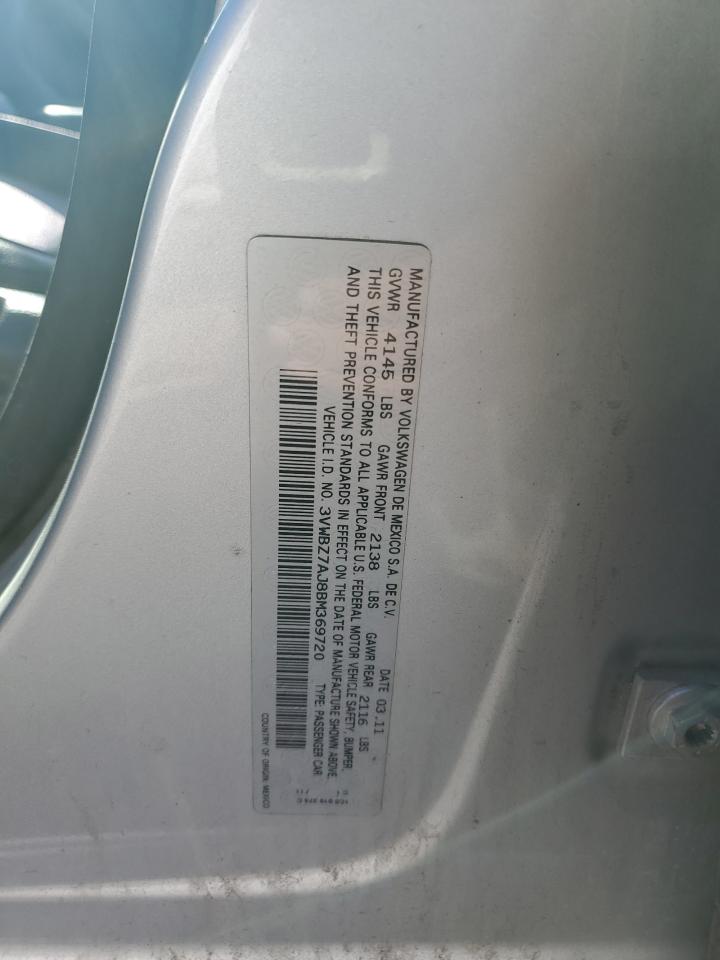 MANUFACTURED BY VOLKSWAGEN DE MEXICO S.A. DE C.V. DATE 03.11
GVWR 4145 LBS GAWR FRONT 2138 LBS GAWR REAR 2116 LBS
THIS VEHICLE CONFORMS TO ALL APPLICABLE U.S. FEDERAL MOTOR VEHICLE SAFETY, BUMPER,
AND THEFT PREVENTION STANDARDS IN EFFECT ON THE DATE OF MANUFACTURE SHOWN ABOVE.
VEHICLE I.D. NO. 3VWBZ7AJ8BM369720 TYPE: PASSENGER CAR
COUNTRY OF ORIGIN: MEXICO